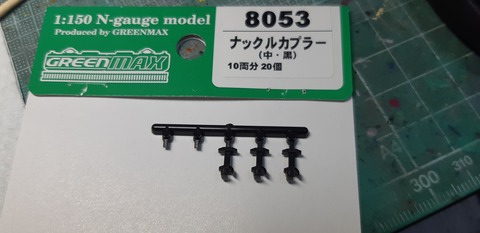 1:150 N-gauge model
Produced by GREENMAX
GREENMAX
8053
ナックルカプラー
(中・黒)
10両分 20個
300
310